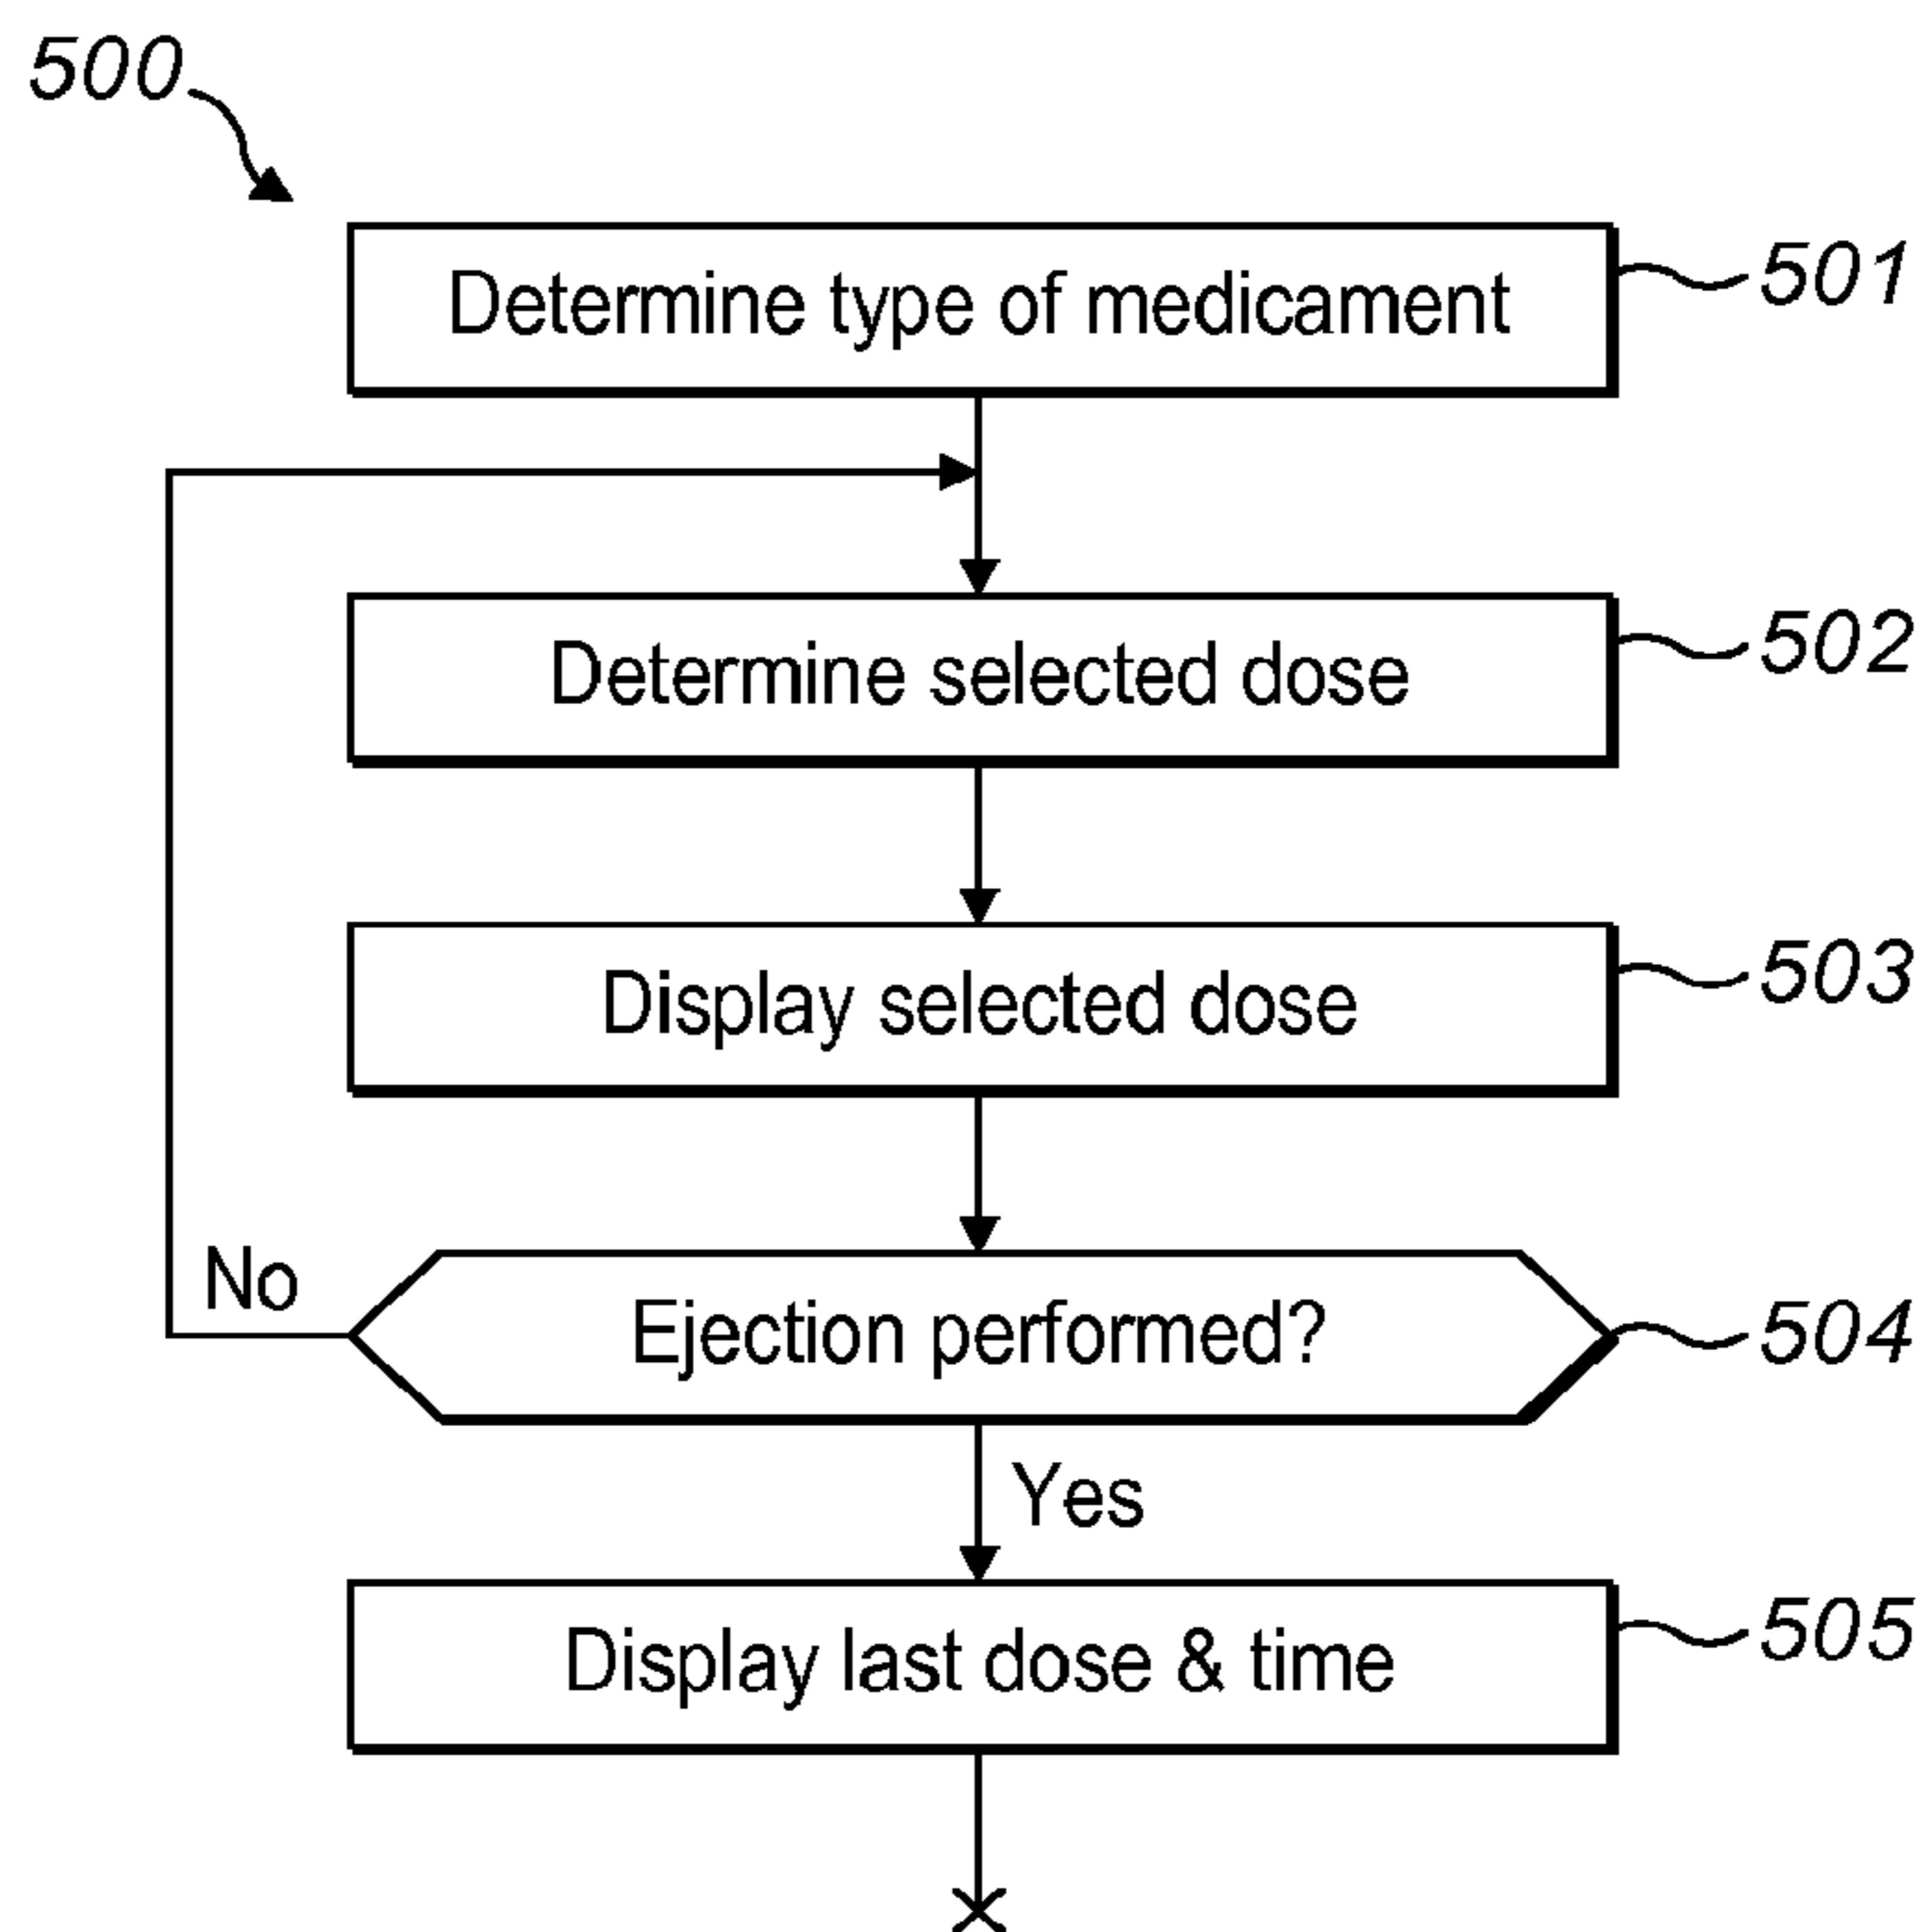 500
Determine type of medicament
501
Determine selected dose
502
Display selected dose
503
No
Ejection performed?
504
Yes
Display last dose & time
505